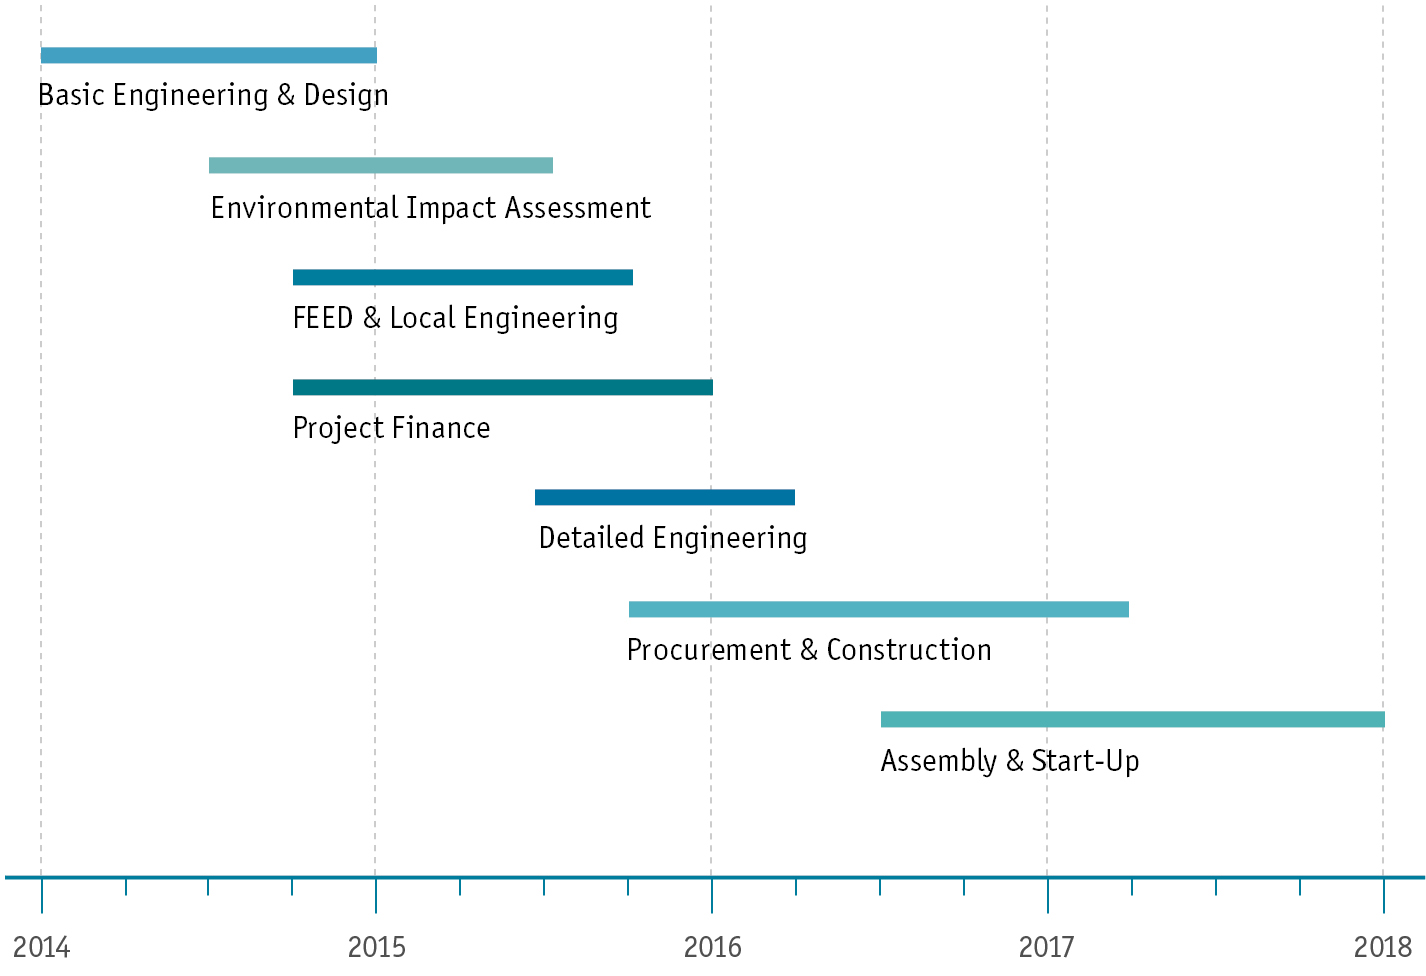 Basic Engineering & Design
Environmental Impact Assessment
FEED & Local Engineering
Project Finance
Detailed Engineering
Procurement & Construction
Assembly & Start-Up
2014 2015 2016 2017 2018